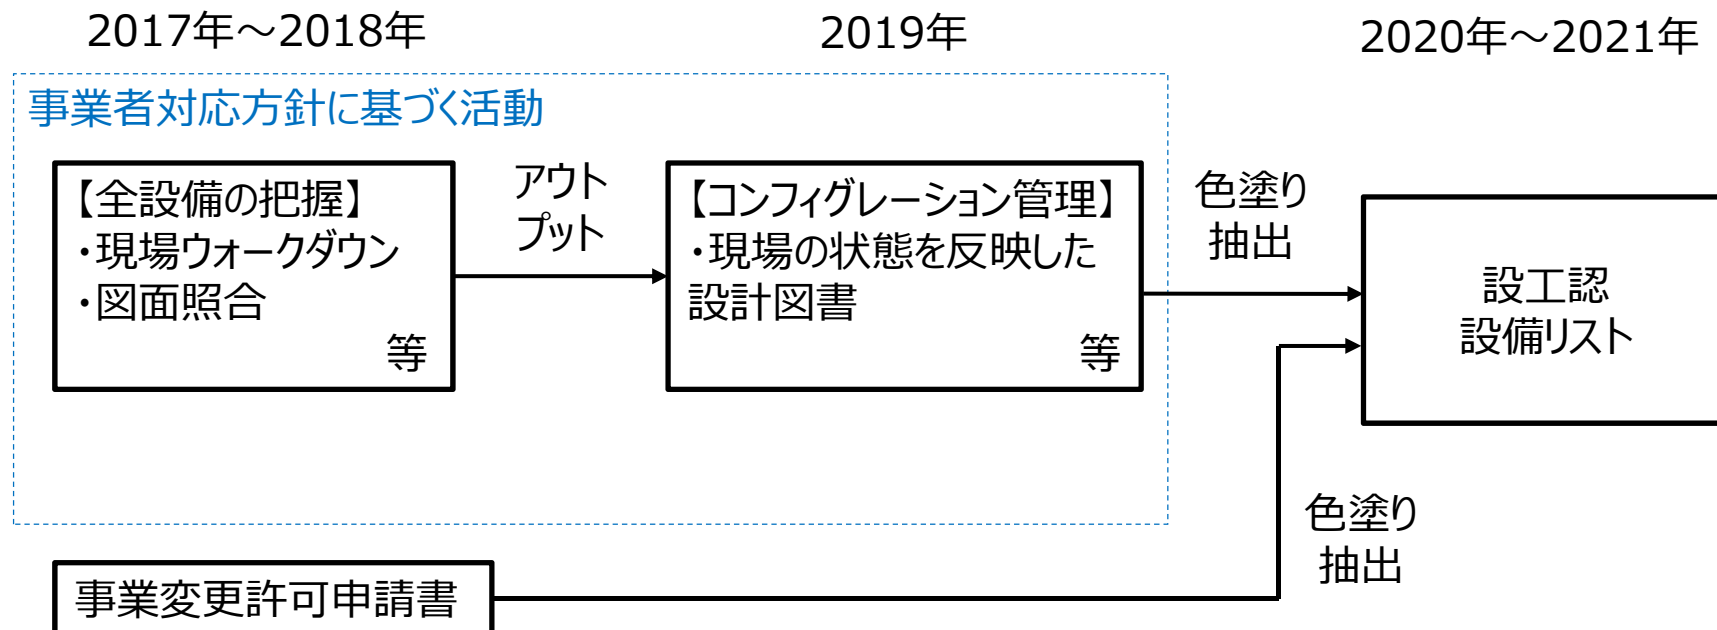 2017年～2018年
2019年
2020年～2021年
事業者対応方針に基づく活動
【全設備の把握】
・現場ウォークダウン
・図面照合
等
アウト
プット
【コンフィグレーション管理】
・現場の状態を反映した
設計図書
等
色塗り
抽出
設工認
設備リスト
色塗り
抽出
事業変更許可申請書